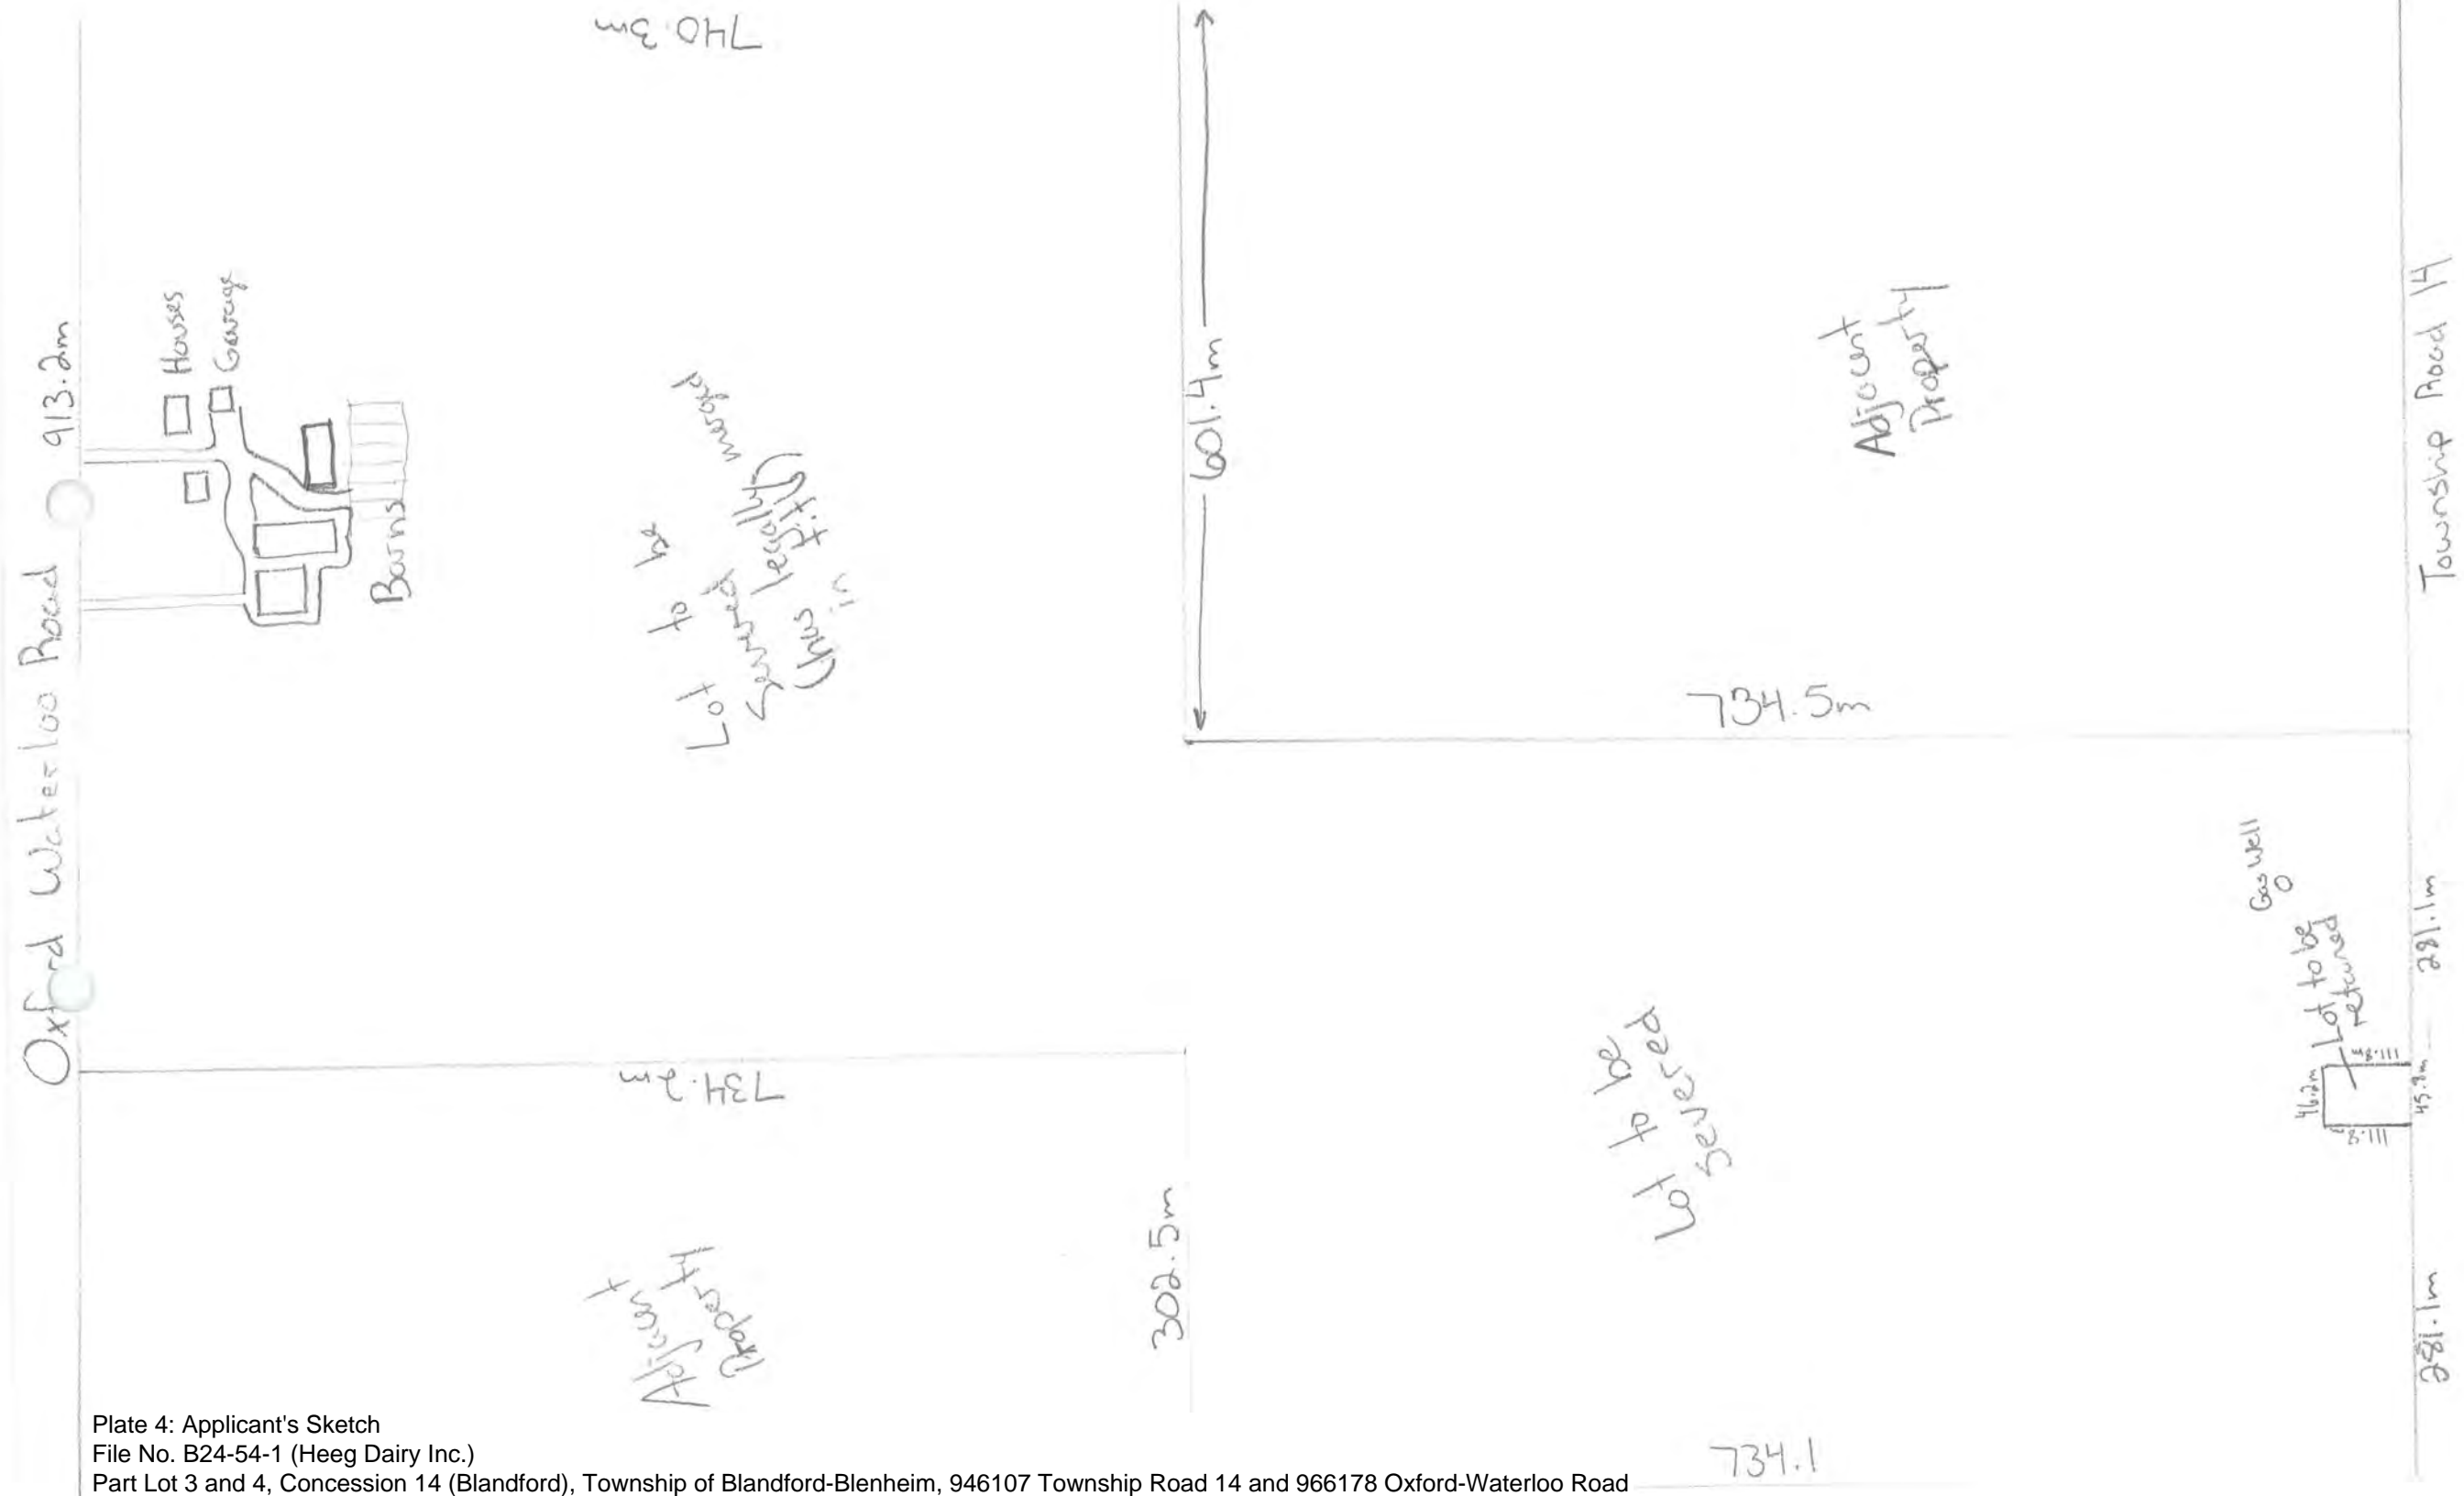 Oxford Waterloo Road
913.2m
740.3m
Houses
Garage
Barns
Lot to be
Severed
(has legally merged
in title)
601.4m
Adjacent
Property
734.5m
Township Road 14
734.2m
Adjacent
Property
302.5m
Lot to be
severed
Gas Well
Lot to be
retained
46.2m
111.8m
111.8
281.1m
45.9m
281.1m
734.1
Plate 4: Applicant's Sketch
File No. B24-54-1 (Heeg Dairy Inc.)
Part Lot 3 and 4, Concession 14 (Blandford), Township of Blandford-Blenheim, 946107 Township Road 14 and 966178 Oxford-Waterloo Road